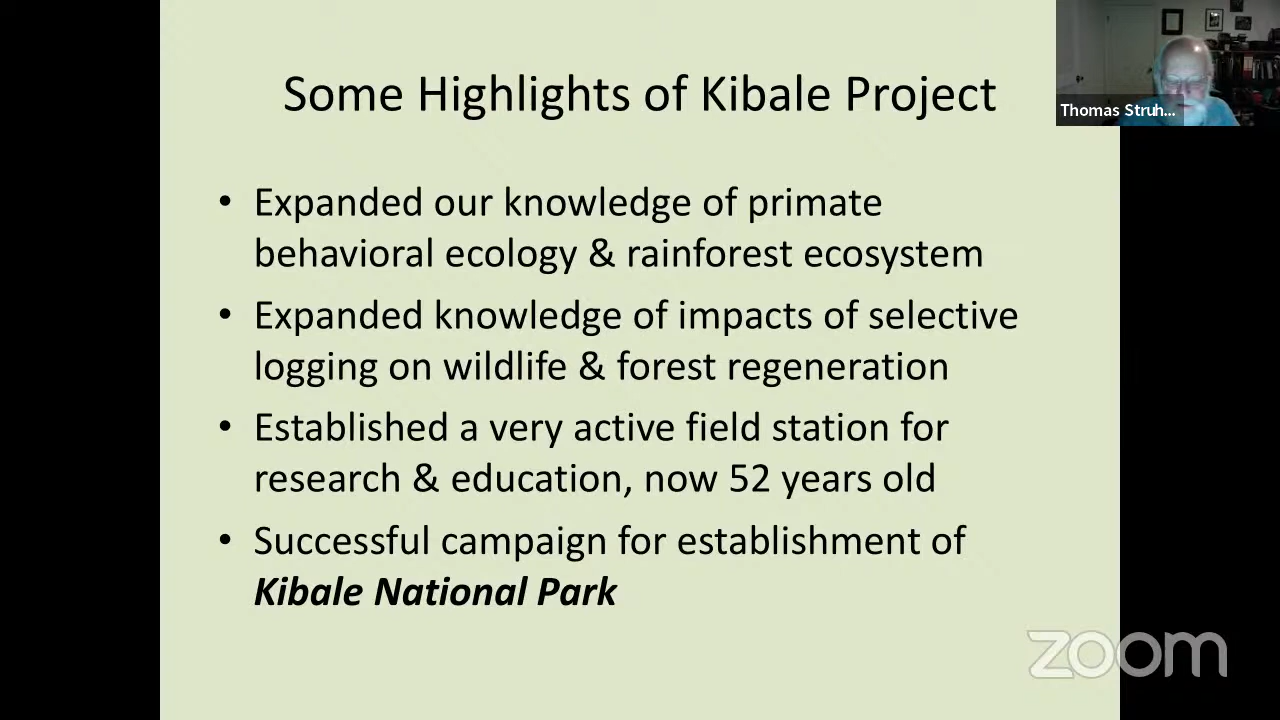 Some Highlights of Kibale Project
Thomas Struh...
• Expanded our knowledge of primate
behavioral ecology & rainforest ecosystem
• Expanded knowledge of impacts of selective
logging on wildlife & forest regeneration
• Established a very active field station for
research & education, now 52 years old
• Successful campaign for establishment of
Kibale National Park
zoom